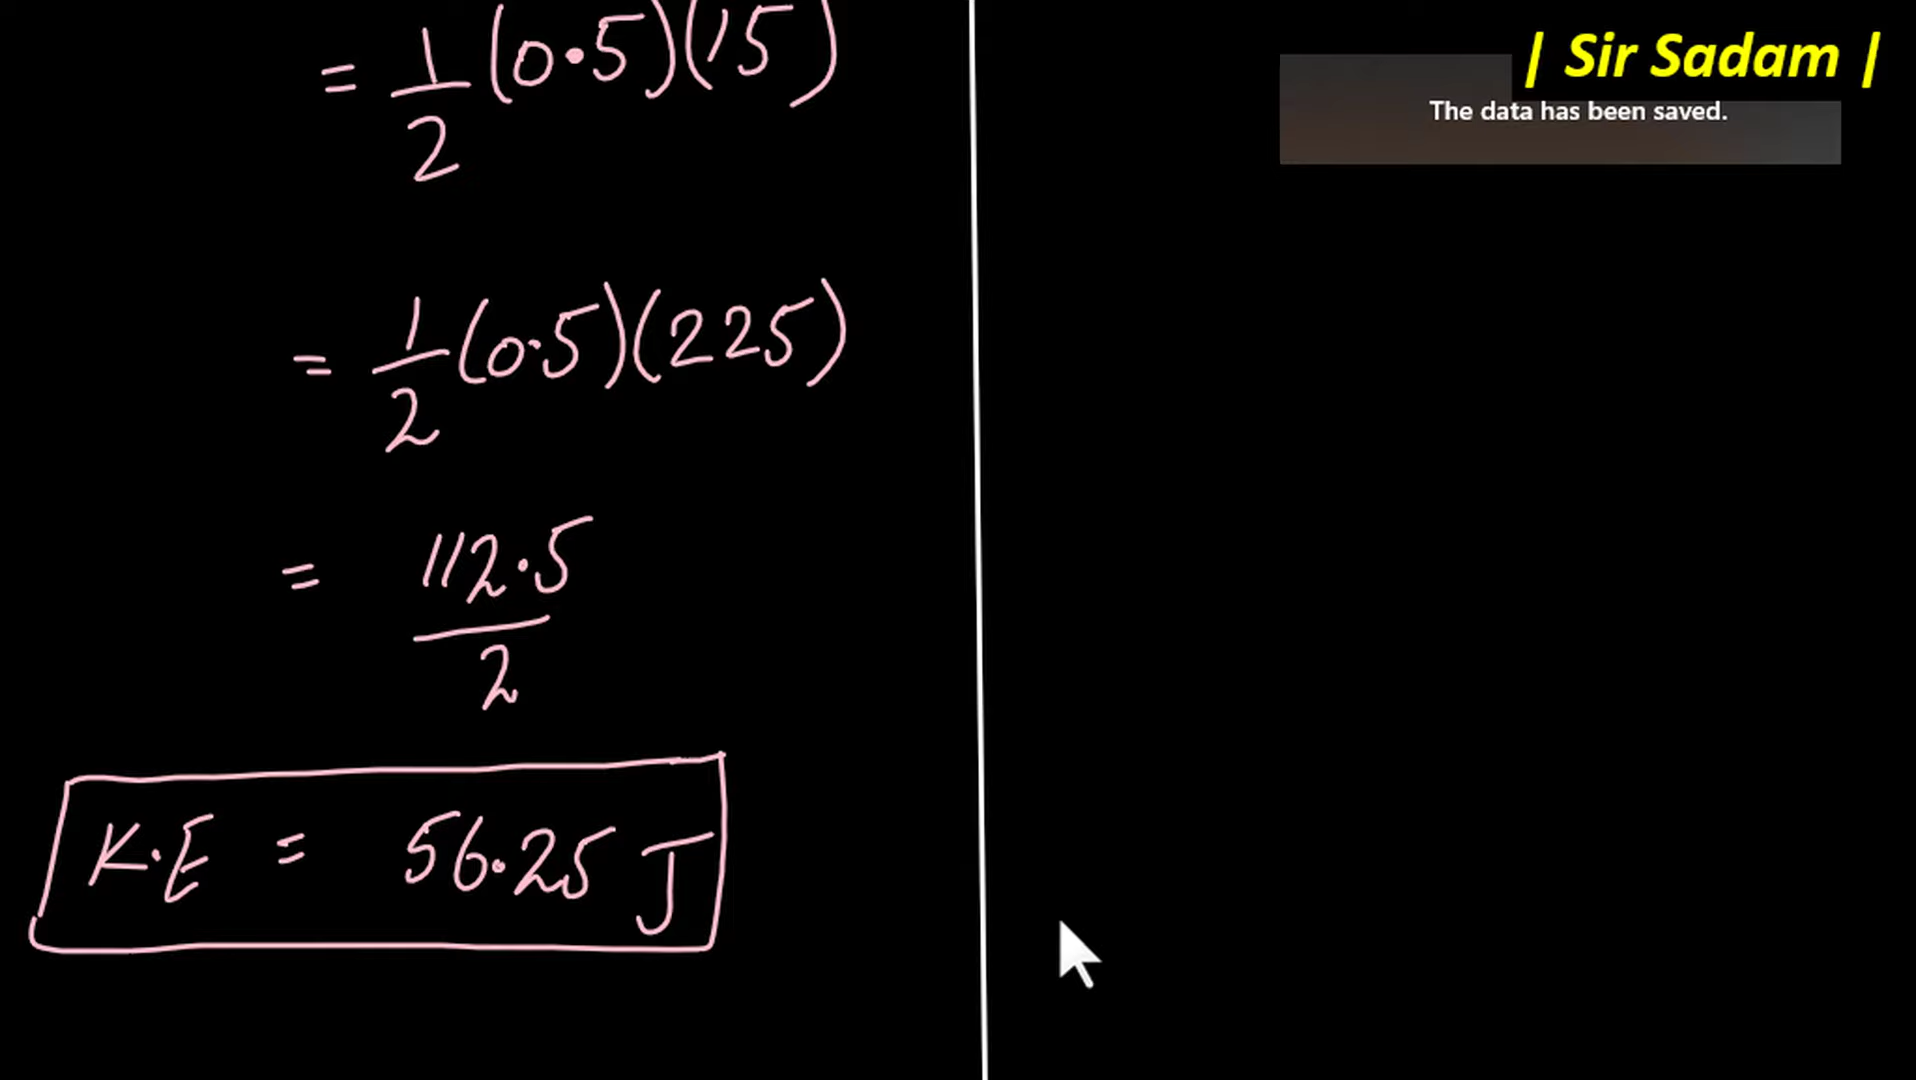 = 1/2 (0.5)(15)
= 1/2 (0.5)(225)
= 112.5/2
K.E = 56.25 J
| Sir Sadam |
The data has been saved.